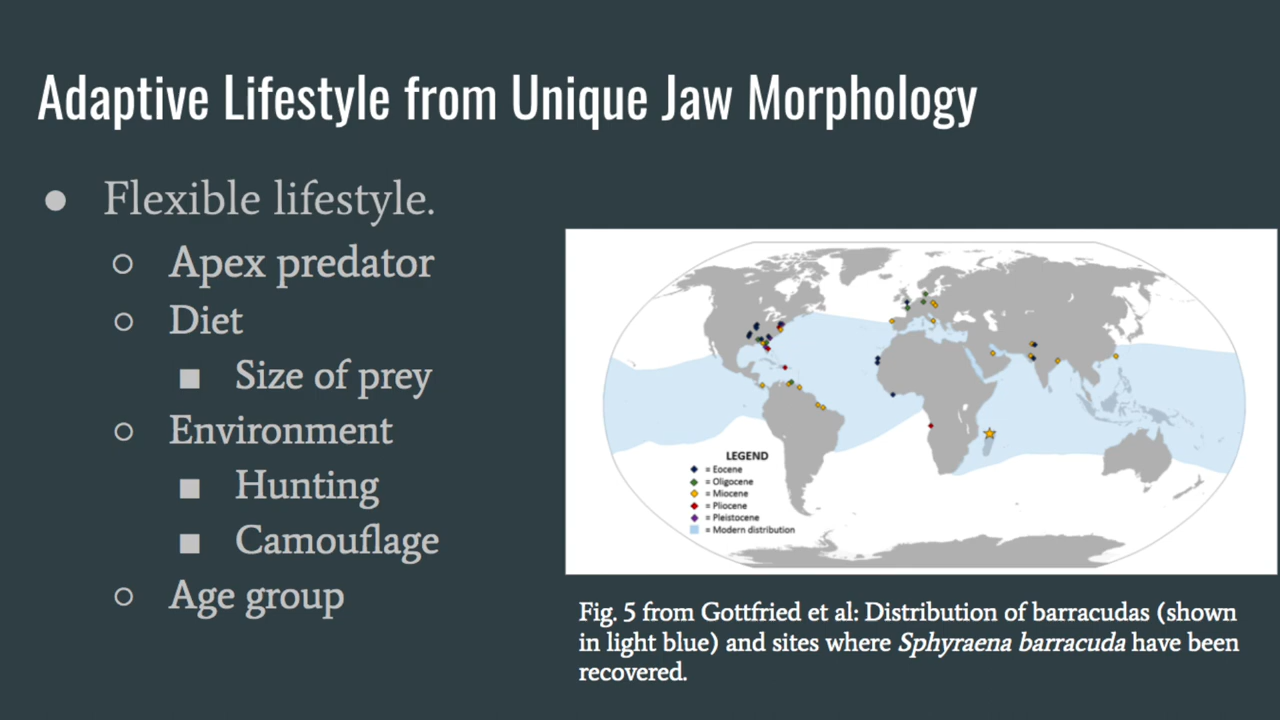 Adaptive Lifestyle from Unique Jaw Morphology
● Flexible lifestyle.
○ Apex predator
○ Diet
■ Size of prey
○ Environment
■ Hunting
■ Camouflage
○ Age group
LEGEND
= Eocene
= Oligocene
= Miocene
= Pliocene
= Pleistocene
= Modern distribution
Fig. 5 from Gottfried et al: Distribution of barracudas (shown
in light blue) and sites where Sphyraena barracuda have been
recovered.